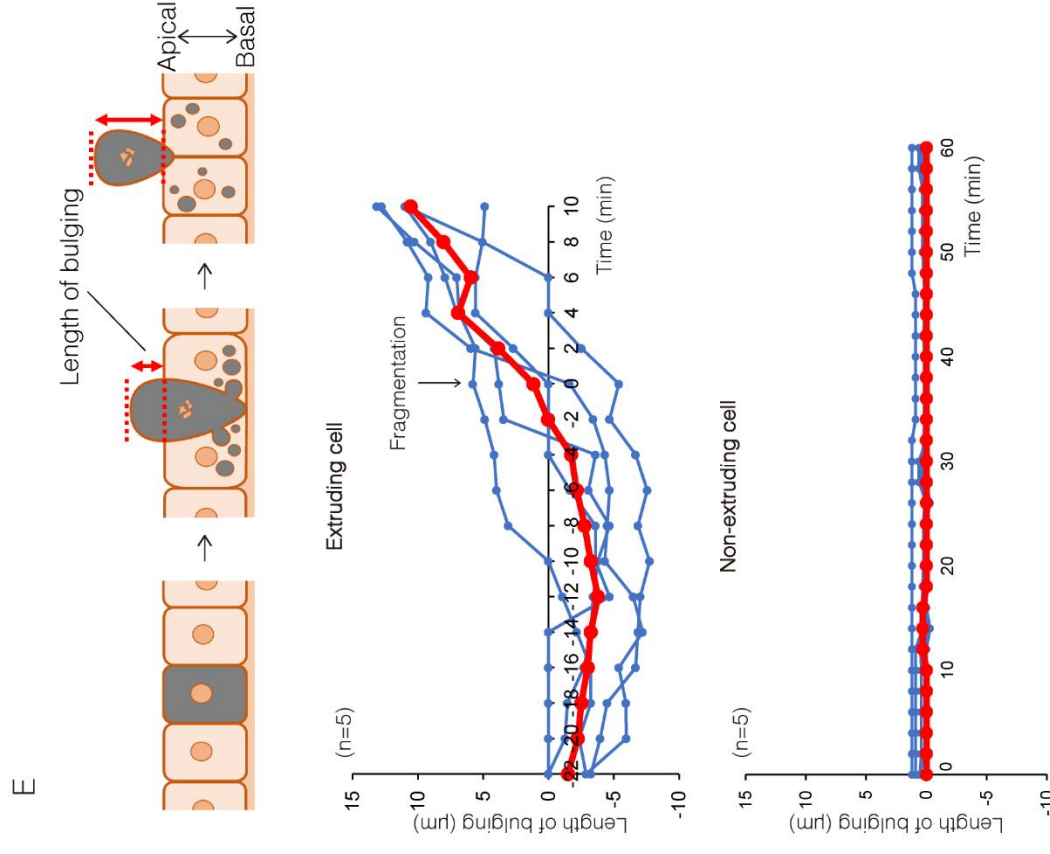 E
Length of bulging
Apical
Basal
Extruding cell
(n=5)
Fragmentation
Length of bulging (μm)
15
10
5
0
-5
-10
-22 -20 -18 -16 -14 -12 -10 -8 -6 -4 -2 0 2 4 6 8 10
Time (min)
Non-extruding cell
(n=5)
Length of bulging (μm)
15
10
5
0
-5
-10
0 10 20 30 40 50 60
Time (min)